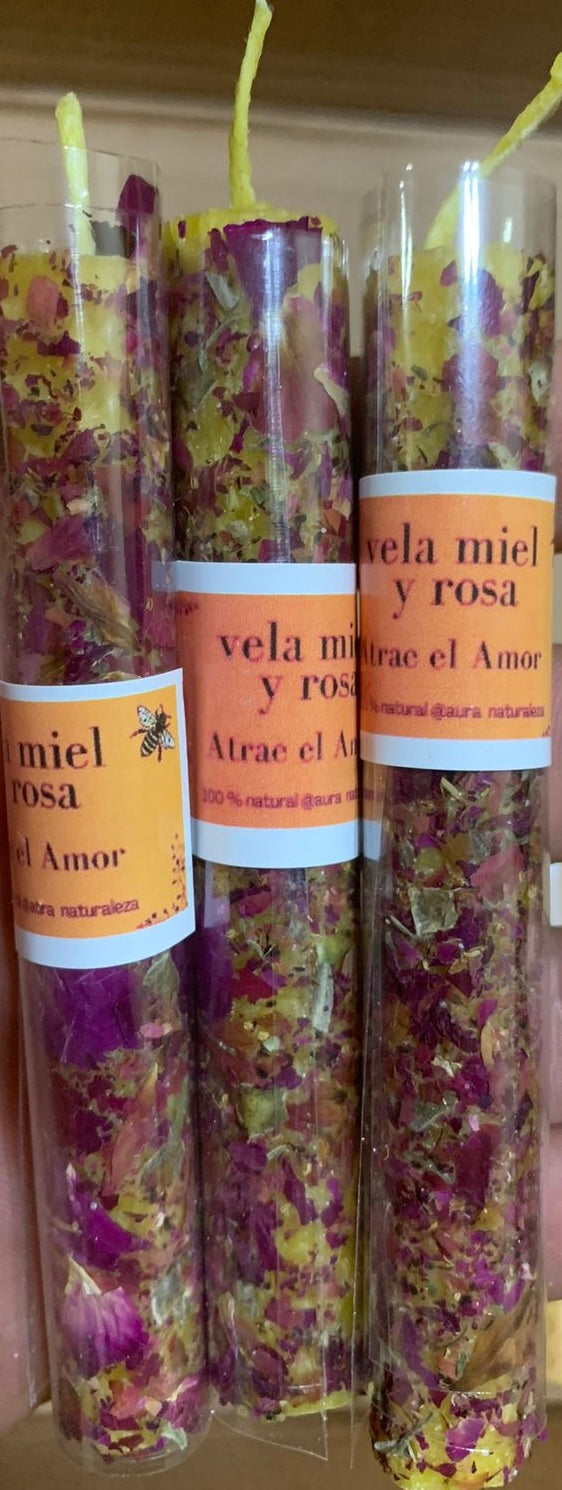 miel
rosa
el Amor
naturaleza
vela mi
y rosa
Atrae el Am
100 % natural @aura
vela miel
y rosa
Atrae el Amor
natural @aura naturaleza